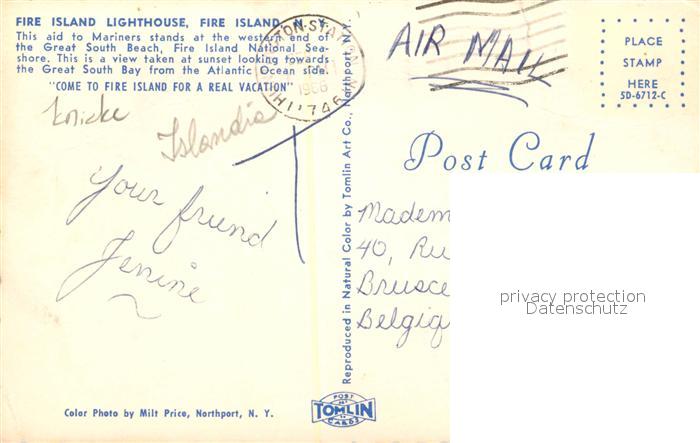 FIRE ISLAND LIGHTHOUSE, FIRE ISLAND, N. Y.
This aid to Mariners stands at the western end of
the Great South Beach, Fire Island National Sea-
shore. This is a view taken at sunset looking towards
the Great South Bay from the Atlantic Ocean side.
"COME TO FIRE ISLAND FOR A REAL VACATION"
Knicke
Islandia
Your friend
Jenine
Color Photo by Milt Price, Northport, N. Y.
Reproduced in Natural Color by Tomlin Art Co., Northport, N. Y.
POST
TOMLIN
CARDS
11746
AIR MAIL
PLACE
STAMP
HERE
5D-6712-C
Post Card
Madem
40, Ru
Brusce
Belgiq
privacy protection
Datenschutz